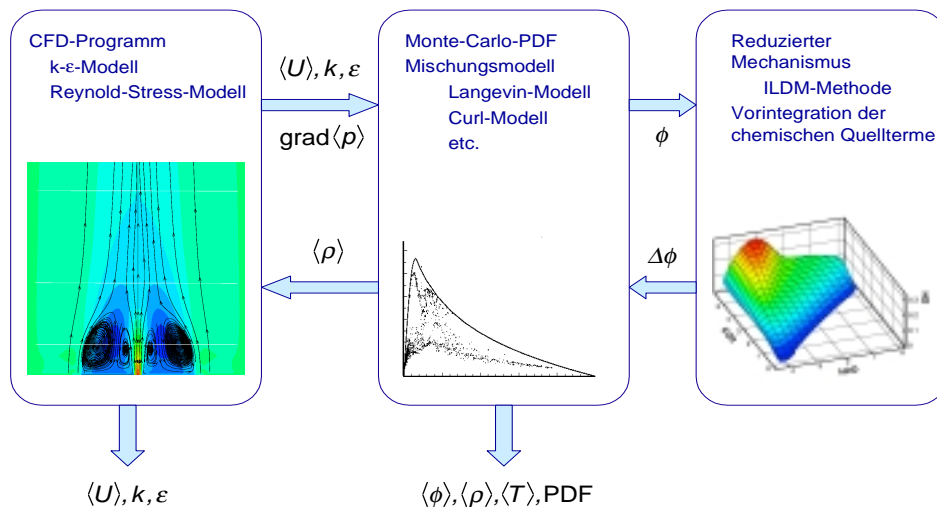 CFD-Programm
k-ε-Modell
Reynold-Stress-Modell
⟨U⟩, k, ε
grad⟨p⟩
⟨ρ⟩
Monte-Carlo-PDF
Mischungsmodell
Langevin-Modell
Curl-Modell
etc.
ϕ
Δϕ
Reduzierter
Mechanismus
ILDM-Methode
Vorintegration der
chemischen Quellterme
⟨U⟩, k, ε
⟨ϕ⟩, ⟨ρ⟩, ⟨T⟩, PDF